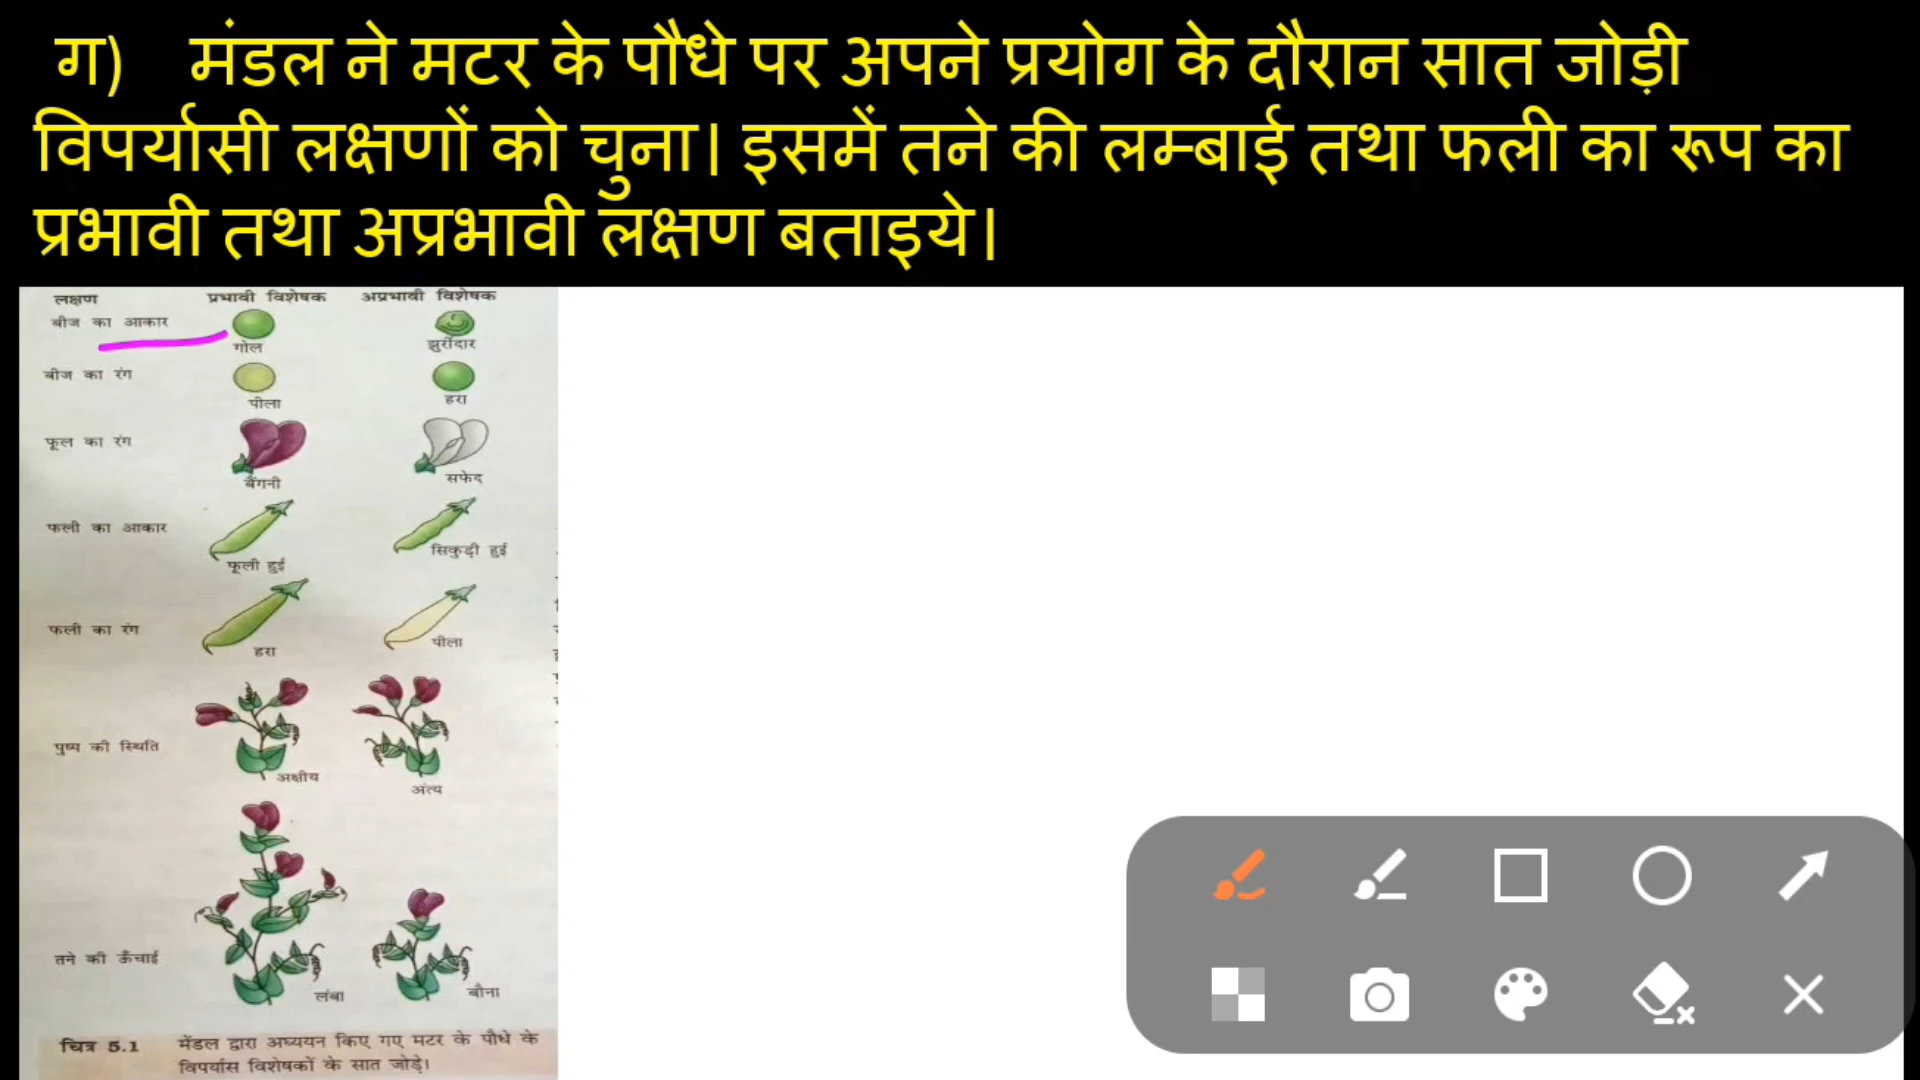 ग) मंडल ने मटर के पौधे पर अपने प्रयोग के दौरान सात जोड़ी
विपर्यासी लक्षणों को चुना। इसमें तने की लम्बाई तथा फली का रूप का
प्रभावी तथा अप्रभावी लक्षण बताइये।
लक्षण प्रभावी विशेषक अप्रभावी विशेषक
बीज का आकार
गोल झुर्रीदार
बीज का रंग
पीला हरा
फूल का रंग
बैंगनी सफेद
फली का आकार
फूली हुई सिकुड़ी हुई
फली का रंग
हरा पीला
पुष्प की स्थिति
अक्षीय अंत्य
तने की ऊँचाई
लंबा बौना
चित्र 5.1 मेंडल द्वारा अध्ययन किए गए मटर के पौधे के
विपर्यास विशेषकों के सात जोड़े।